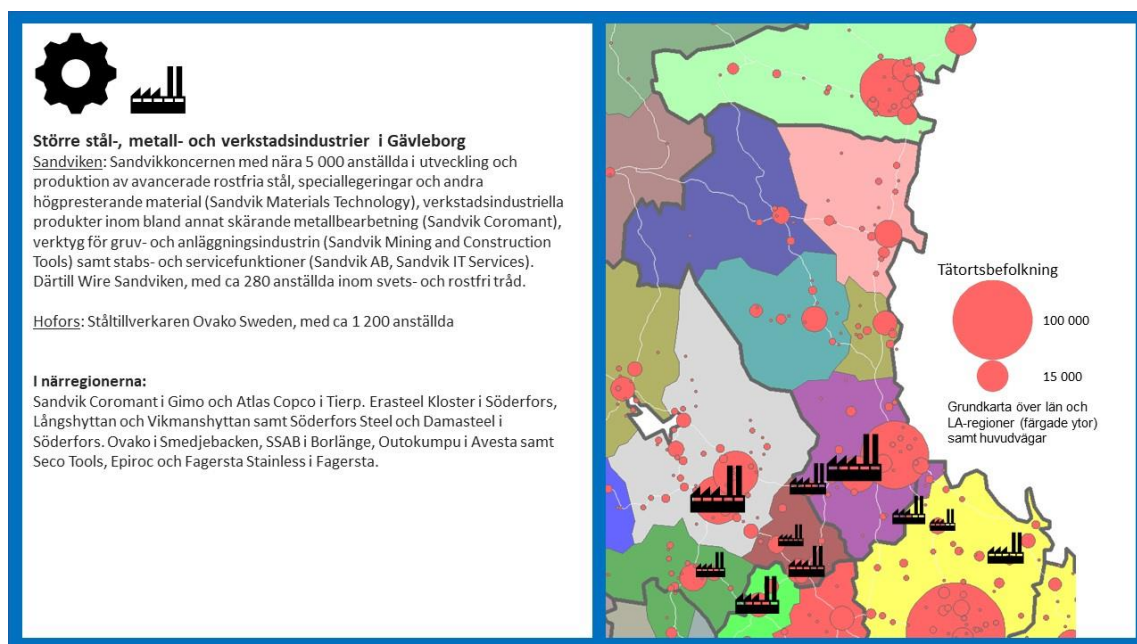 Större stål-, metall- och verkstadsindustrier i Gävleborg
Sandviken: Sandvikkoncernen med nära 5 000 anställda i utveckling och
produktion av avancerade rostfria stål, speciallegeringar och andra
högpresterande material (Sandvik Materials Technology), verkstadsindustriella
produkter inom bland annat skärande metallbearbetning (Sandvik Coromant),
verktyg för gruv- och anläggningsindustrin (Sandvik Mining and Construction
Tools) samt stabs- och servicefunktioner (Sandvik AB, Sandvik IT Services).
Därtill Wire Sandviken, med ca 280 anställda inom svets- och rostfri tråd.
Hofors: Ståltillverkaren Ovako Sweden, med ca 1 200 anställda
I närregionerna:
Sandvik Coromant i Gimo och Atlas Copco i Tierp. Erasteel Kloster i Söderfors,
Långshyttan och Vikmanshyttan samt Söderfors Steel och Damasteel i
Söderfors. Ovako i Smedjebacken, SSAB i Borlänge, Outokumpu i Avesta samt
Seco Tools, Epiroc och Fagersta Stainless i Fagersta.
Tätortsbefolkning
100 000
15 000
Grundkarta över län och
LA-regioner (färgade ytor)
samt huvudvägar